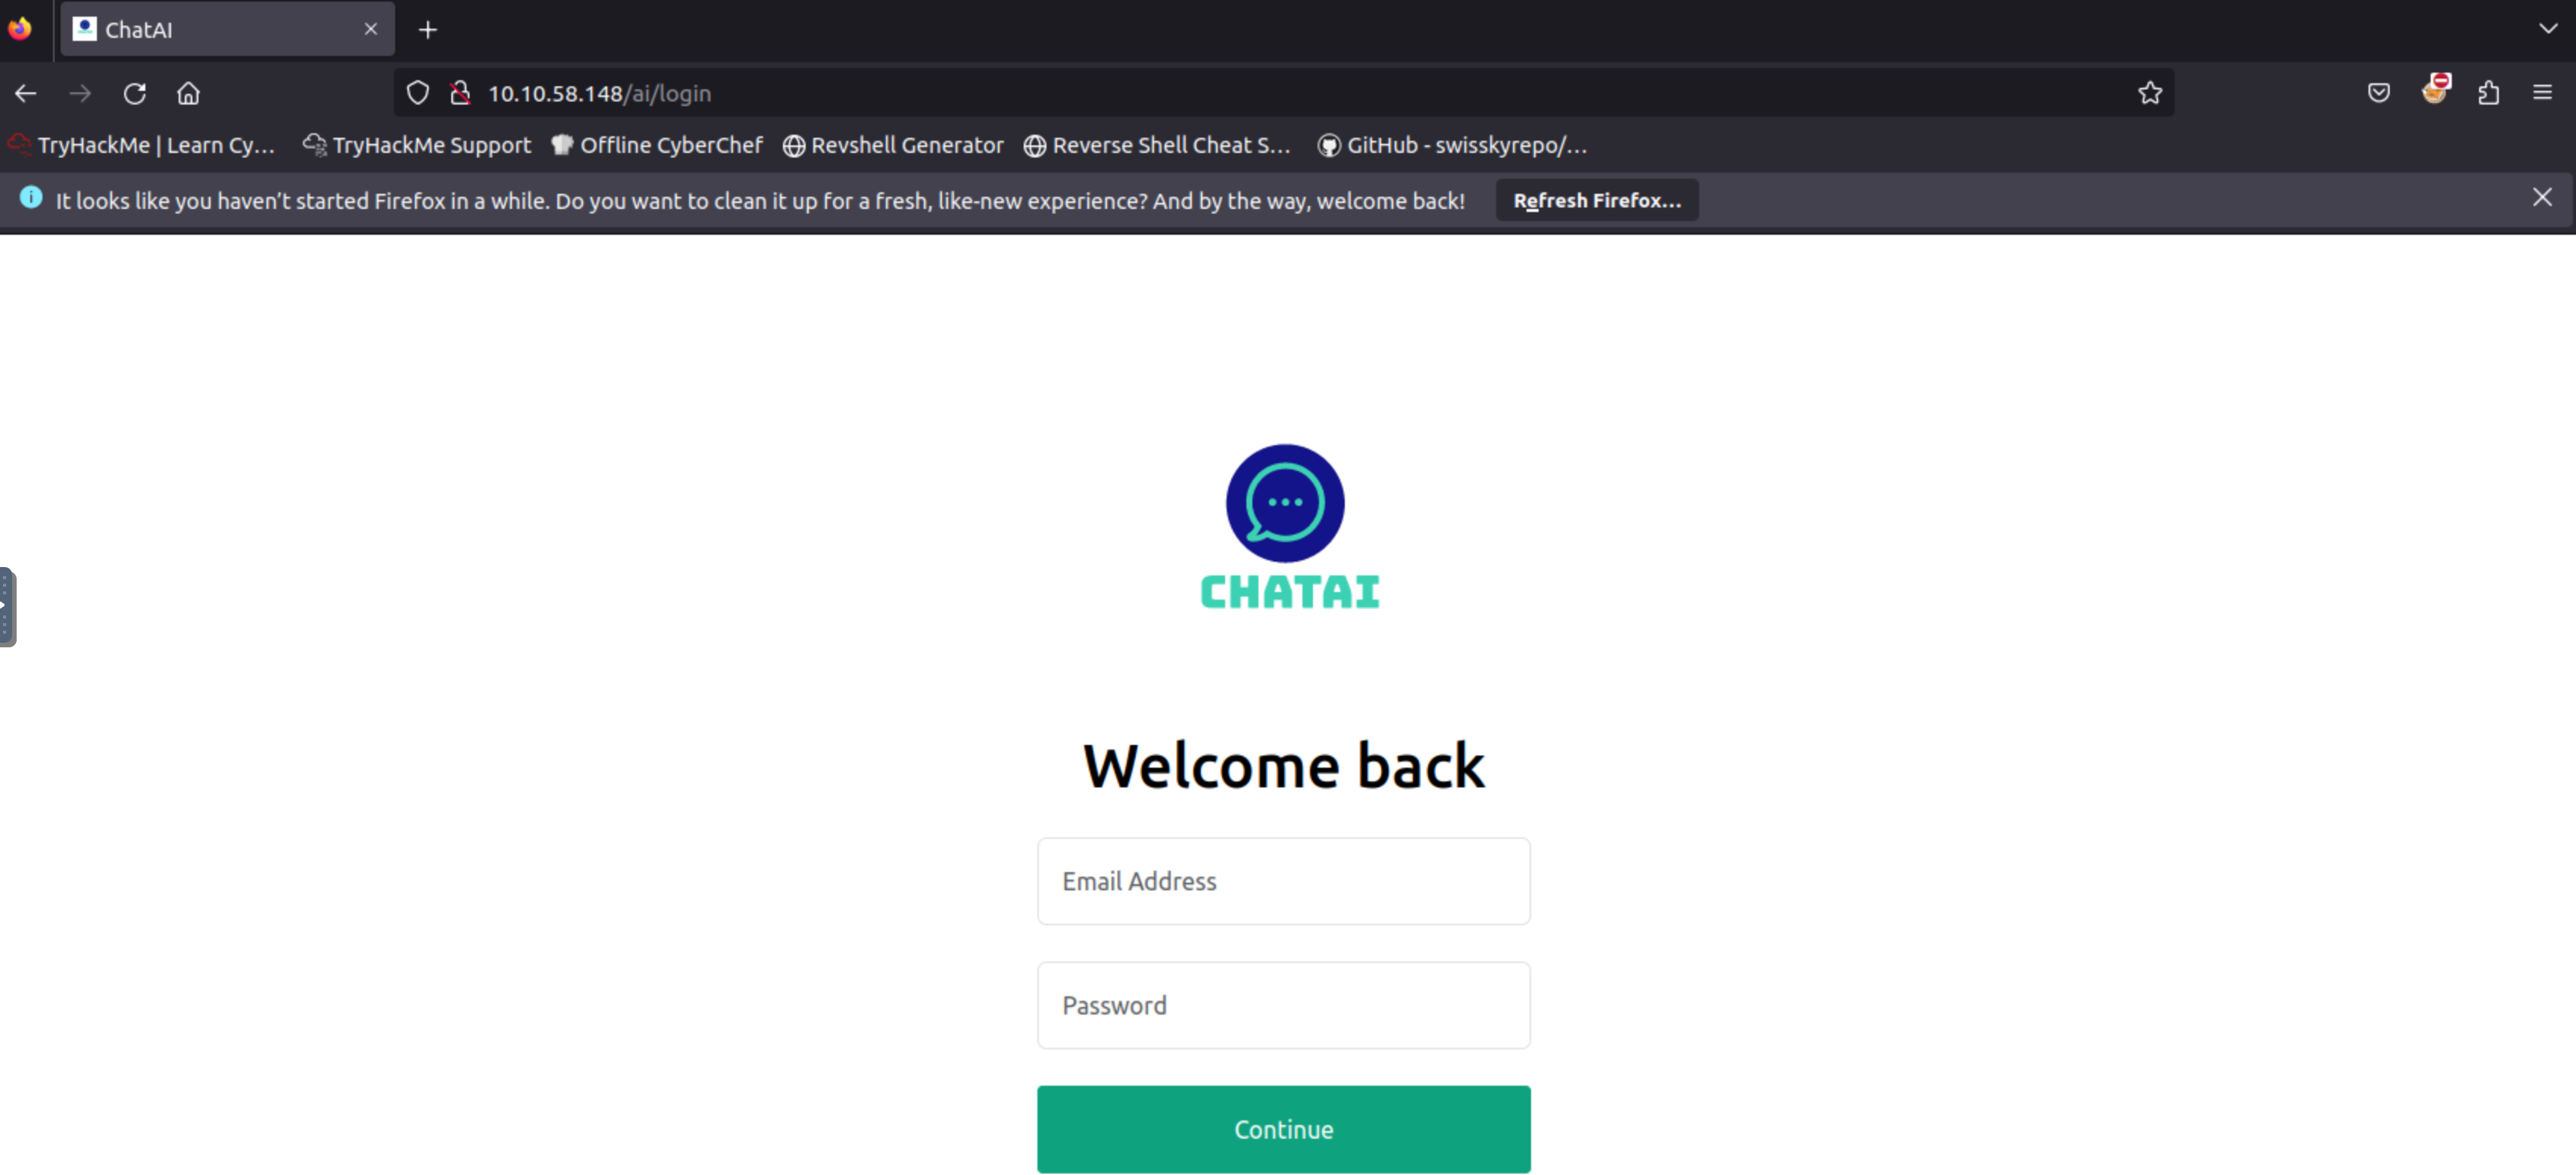 ChatAI
10.10.58.148/ai/login
TryHackMe | Learn Cy... TryHackMe Support Offline CyberChef Revshell Generator Reverse Shell Cheat S... GitHub - swisskyrepo/...
It looks like you haven't started Firefox in a while. Do you want to clean it up for a fresh, like-new experience? And by the way, welcome back! Refresh Firefox...
CHATAI
Welcome back
Email Address
Password
Continue